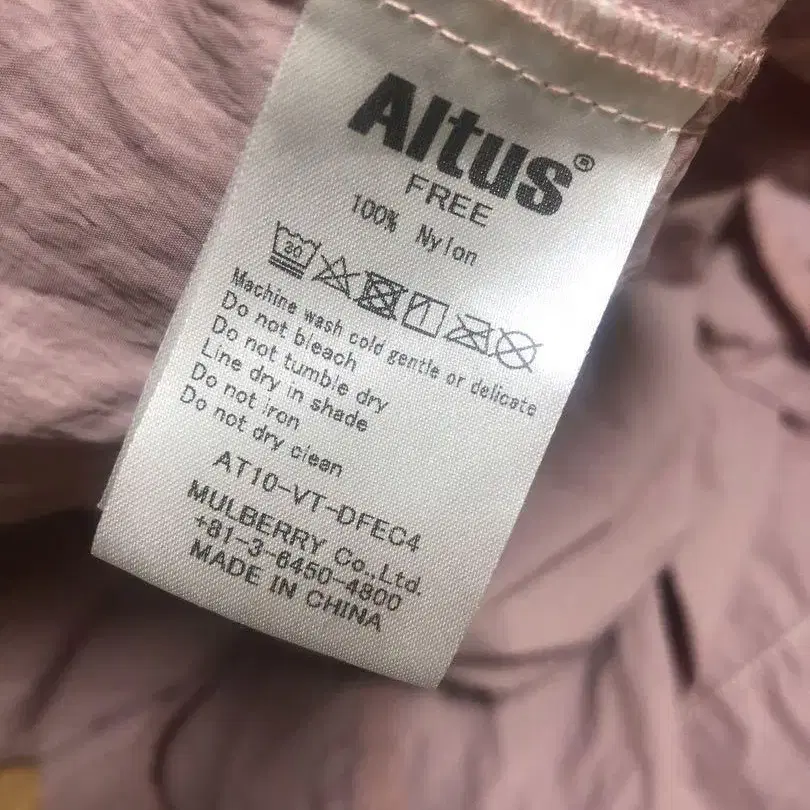 Altus®
FREE
100% Nylon
30
Machine wash cold gentle or delicate
Do not bleach
Do not tumble dry
Line dry in shade
Do not iron
Do not dry clean
AT10-VT-DFEC4
MULBERRY Co.,Ltd.
+81-3-6450-4800
MADE IN CHINA